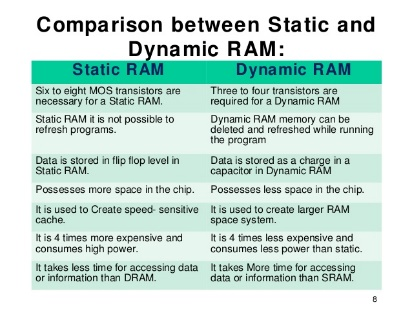 Comparison between Static and
Dynamic RAM:
Static RAM
Dynamic RAM
Six to eight MOS transistors are
necessary for a Static RAM.
Three to four transistors are
required for a Dynamic RAM
Static RAM it is not possible to
refresh programs.
Dynamic RAM memory can be
deleted and refreshed while running
the program
Data is stored in flip flop level in
Static RAM.
Data is stored as a charge in a
capacitor in Dynamic RAM
Possesses more space in the chip.
Possesses less space in the chip.
It is used to Create speed- sensitive
cache.
It is used to create larger RAM
space system.
It is 4 times more expensive and
consumes high power.
It is 4 times less expensive and
consumes less power than static.
It takes less time for accessing data
or information than DRAM.
It takes More time for accessing
data or information than SRAM.
8